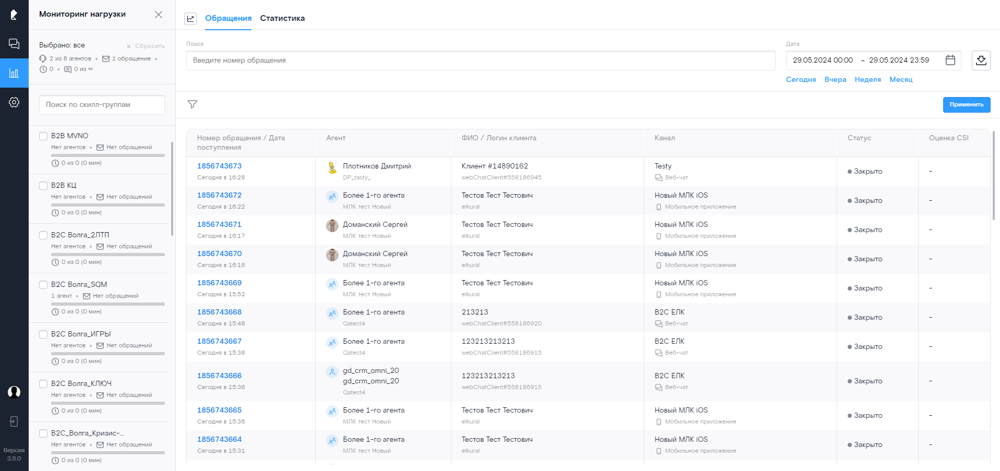 Мониторинг нагрузки
Выбрано: все
Сбросить
2 из 8 агентов • 1 обращение •
0 • 0 из ∞
Поиск по скилл-группам
B2B MVNO
Нет агентов • Нет обращений
0 из 0 (0 мин)
B2B КЦ
Нет агентов • Нет обращений
0 из 0 (0 мин)
B2C Волга_2ЛТП
Нет агентов • Нет обращений
0 из 0 (0 мин)
B2C Волга_SQM
1 агент • Нет обращений
0 из 0 (0 мин)
B2C Волга_ИГРЫ
Нет агентов • Нет обращений
0 из 0 (0 мин)
B2C Волга_КЛЮЧ
Нет агентов • Нет обращений
0 из 0 (0 мин)
B2C_Волга_Кризис-...
Нет агентов • Нет обращений
0 из 0 (0 мин)
Версия
3.5.0
Обращения Статистика
Поиск
Введите номер обращения
Дата
29.05.2024 00:00 – 29.05.2024 23:59
Сегодня Вчера Неделя Месяц
Применить
Номер обращения / Дата поступления Агент ФИО / Логин клиента Канал Статус Оценка CSI
1856743673 Плотников Дмитрий Клиент #14890162 Testy Закрыто -
Сегодня в 16:28 DP_tasty_ webChatClient#558186945 Веб-чат
1856743672 Более 1-го агента Тестов Тест Тестович Новый МЛК iOS Закрыто -
Сегодня в 16:22 МЛК тест Новый elkural Мобильное приложение
1856743671 Доманский Сергей Тестов Тест Тестович Новый МЛК iOS Закрыто -
Сегодня в 16:17 МЛК тест Новый elkural Мобильное приложение
1856743670 Доманский Сергей Тестов Тест Тестович Новый МЛК iOS Закрыто -
Сегодня в 16:16 МЛК тест Новый elkural Мобильное приложение
1856743669 Более 1-го агента Тестов Тест Тестович Новый МЛК iOS Закрыто -
Сегодня в 15:52 МЛК тест Новый elkural Мобильное приложение
1856743668 Более 1-го агента 213213 B2C ЕЛК Закрыто -
Сегодня в 15:48 Qatest4 webChatClient#558186920 Веб-чат
1856743667 Более 1-го агента 123213213213 B2C ЕЛК Закрыто -
Сегодня в 15:38 Qatest4 webChatClient#558186915 Веб-чат
1856743666 gd_crm_omni_20 gd_crm_omni_20 123213213213 B2C ЕЛК Закрыто -
Сегодня в 15:36 Qatest4 webChatClient#558186915 Веб-чат
1856743665 Более 1-го агента Тестов Тест Тестович Новый МЛК iOS Закрыто -
Сегодня в 15:36 МЛК тест Новый elkural Мобильное приложение
1856743664 Более 1-го агента Тестов Тест Тестович Новый МЛК iOS Закрыто -
Сегодня в 15:31 МЛК тест Новый elkural Мобильное приложение